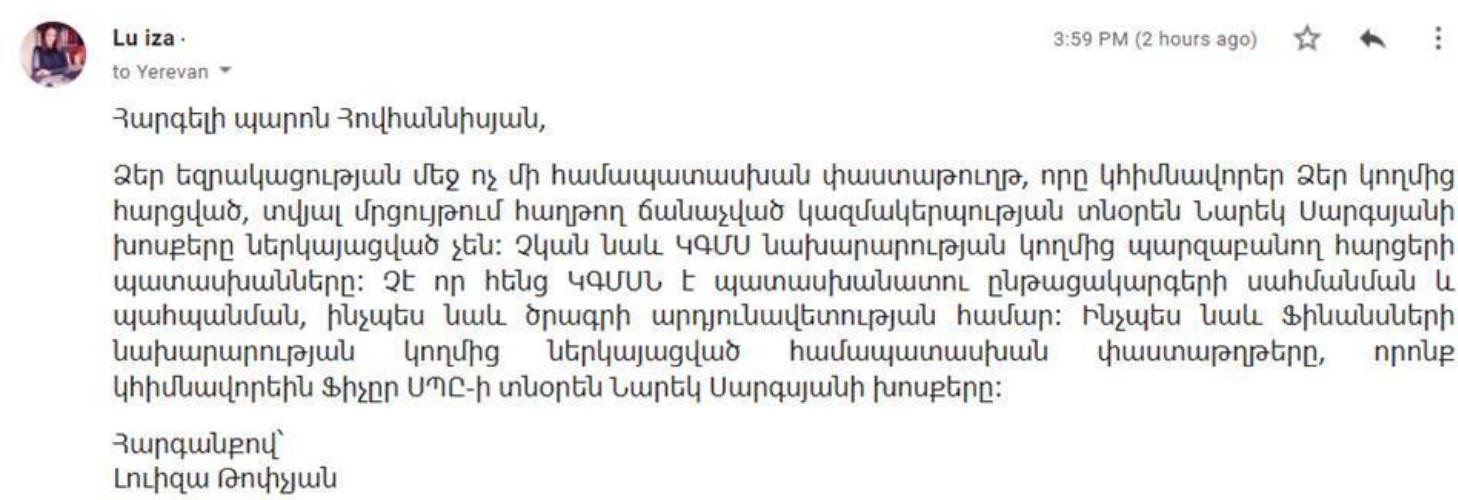 Lu iza ·
3:59 PM (2 hours ago)
to Yerevan
Հարգելի պարոն Հովհաննիսյան,
Ձեր եզրակացության մեջ ոչ մի համապատասխան փաստաթուղթ, որը կհիմնավորեր Ձեր կողմից
հարցված, տվյալ մրցույթում հաղթող ճանաչված կազմակերպության տնօրեն Նարեկ Սարգսյանի
խոսքերը ներկայացված չեն: Չկան նաև ԿԳՄՍ նախարարության կողմից պարզաբանող հարցերի
պատասխանները: Չէ որ հենց ԿԳՄՍՆ է պատասխանատու ընթացակարգերի սահմանման և
պահպանման, ինչպես նաև ծրագրի արդյունավետության համար: Ինչպես նաև Ֆինանսների
նախարարության կողմից ներկայացված համապատասխան փաստաթղթերը, որոնք
կհիմնավորեին Ֆիչըր ՍՊԸ-ի տնօրեն Նարեկ Սարգսյանի խոսքերը:
Հարգանքով՝
Լուիզա Թոփչյան